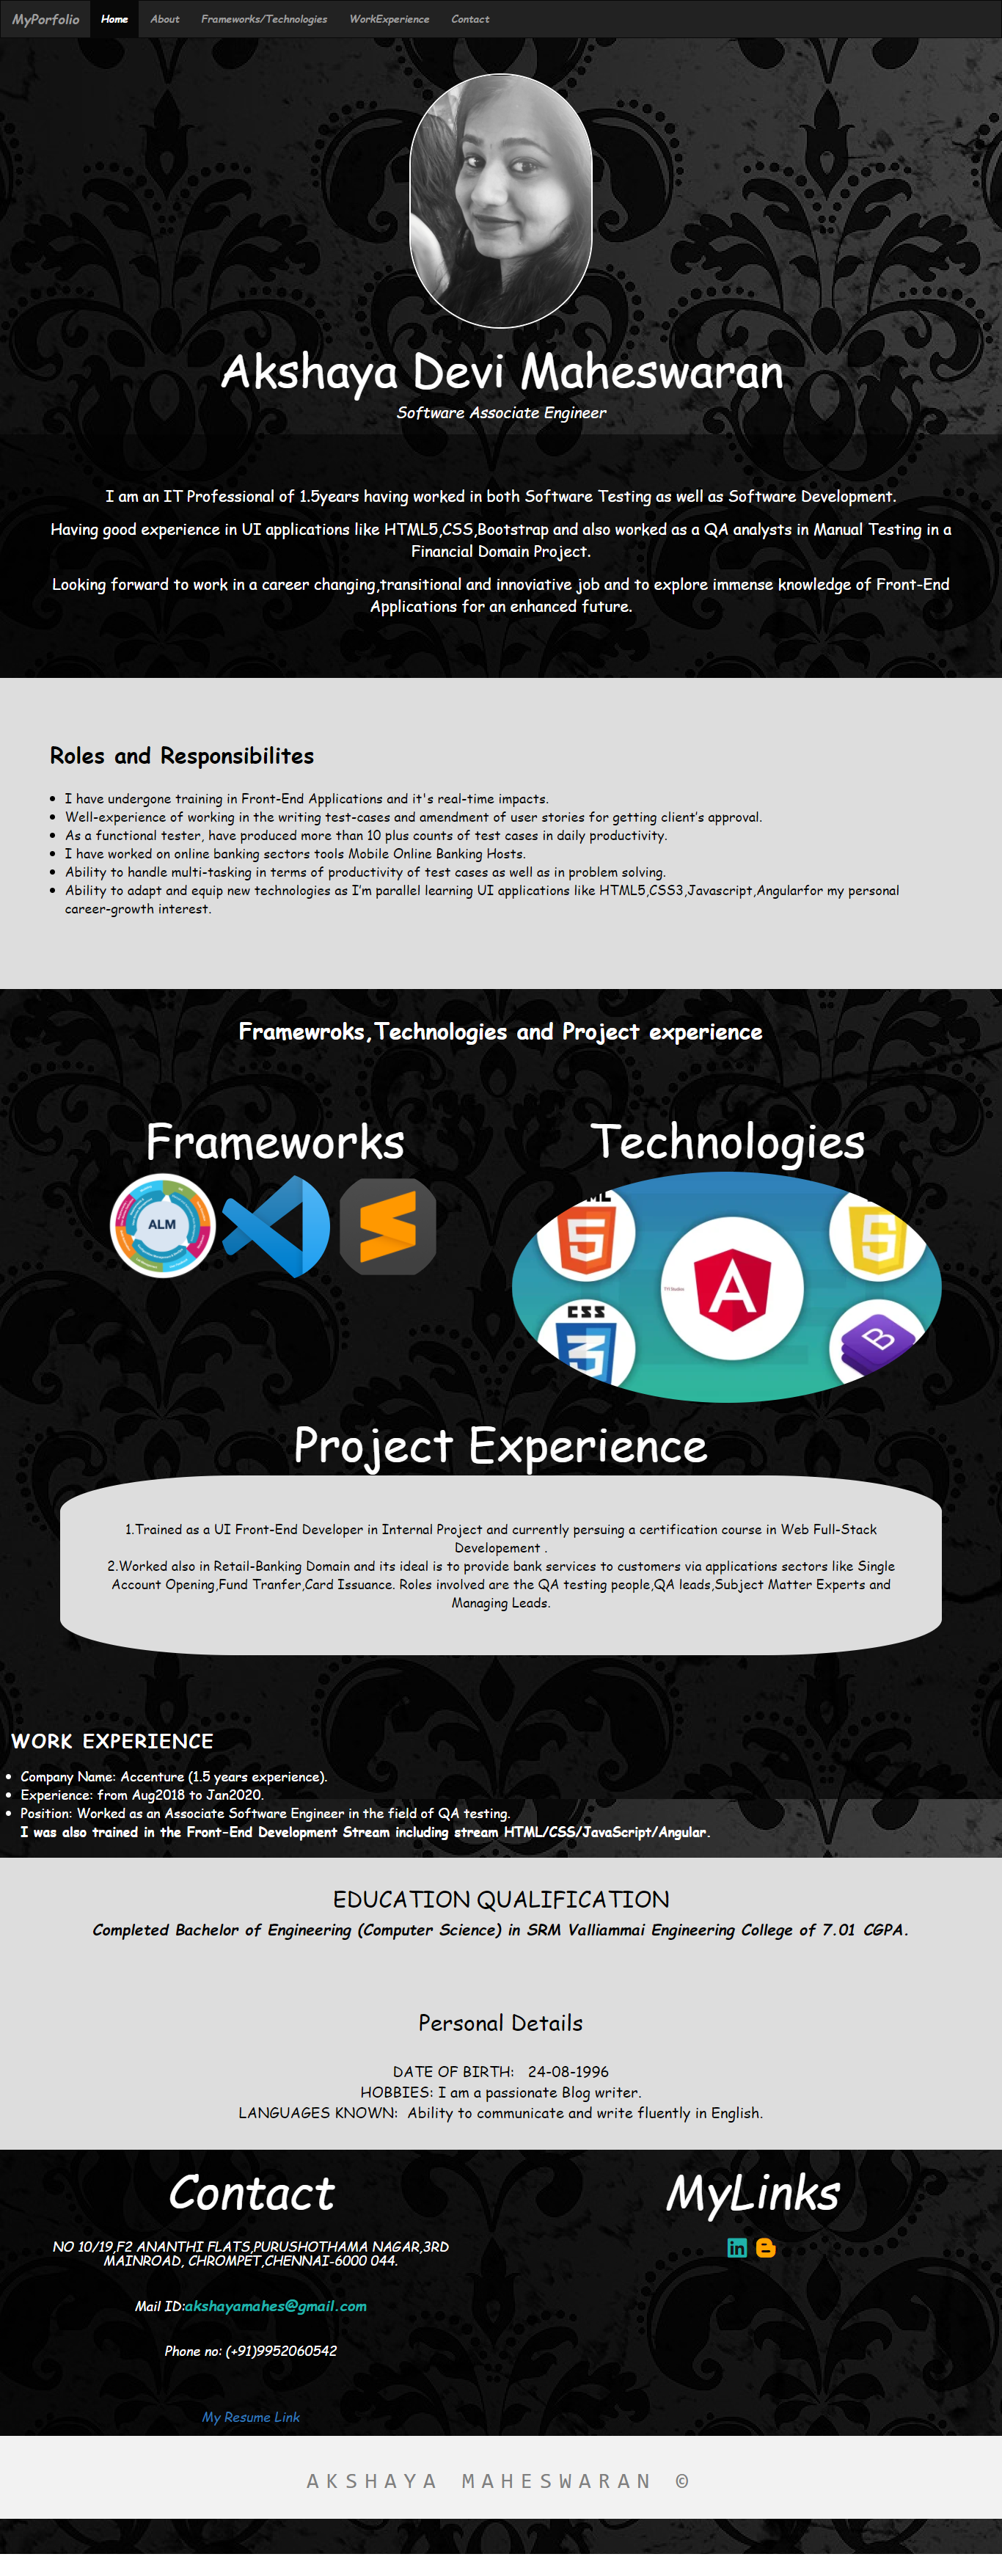 MyPorfolio Home About Frameworks/Technologies WorkExperience Contact
Akshaya Devi Maheswaran
Software Associate Engineer
I am an IT Professional of 1.5years having worked in both Software Testing as well as Software Development.
Having good experience in UI applications like HTML5,CSS,Bootstrap and also worked as a QA analysts in Manual Testing in a
Financial Domain Project.
Looking forward to work in a career changing,transitional and innoviative job and to explore immense knowledge of Front-End
Applications for an enhanced future.
Roles and Responsibilites
• I have undergone training in Front-End Applications and it's real-time impacts.
• Well-experience of working in the writing test-cases and amendment of user stories for getting client's approval.
• As a functional tester, have produced more than 10 plus counts of test cases in daily productivity.
• I have worked on online banking sectors tools Mobile Online Banking Hosts.
• Ability to handle multi-tasking in terms of productivity of test cases as well as in problem solving.
• Ability to adapt and equip new technologies as I'm parallel learning UI applications like HTML5,CSS3,Javascript,Angularfor my personal
career-growth interest.
Framewroks,Technologies and Project experience
Frameworks
Technologies
ALM
CSS
Project Experience
1.Trained as a UI Front-End Developer in Internal Project and currently persuing a certification course in Web Full-Stack
Developement .
2.Worked also in Retail-Banking Domain and its ideal is to provide bank services to customers via applications sectors like Single
Account Opening,Fund Tranfer,Card Issuance. Roles involved are the QA testing people,QA leads,Subject Matter Experts and
Managing Leads.
WORK EXPERIENCE
• Company Name: Accenture (1.5 years experience).
• Experience: from Aug2018 to Jan2020.
• Position: Worked as an Associate Software Engineer in the field of QA testing.
I was also trained in the Front-End Development Stream including stream HTML/CSS/JavaScript/Angular.
EDUCATION QUALIFICATION
Completed Bachelor of Engineering (Computer Science) in SRM Valliammai Engineering College of 7.01 CGPA.
Personal Details
DATE OF BIRTH: 24-08-1996
HOBBIES: I am a passionate Blog writer.
LANGUAGES KNOWN: Ability to communicate and write fluently in English.
Contact
NO 10/19,F2 ANANTHI FLATS,PURUSHOTHAMA NAGAR,3RD
MAINROAD, CHROMPET,CHENNAI-6000 044.
Mail ID:akshayamahes@gmail.com
Phone no: (+91)9952060542
My Resume Link
MyLinks
in
AKSHAYA MAHESWARAN ©